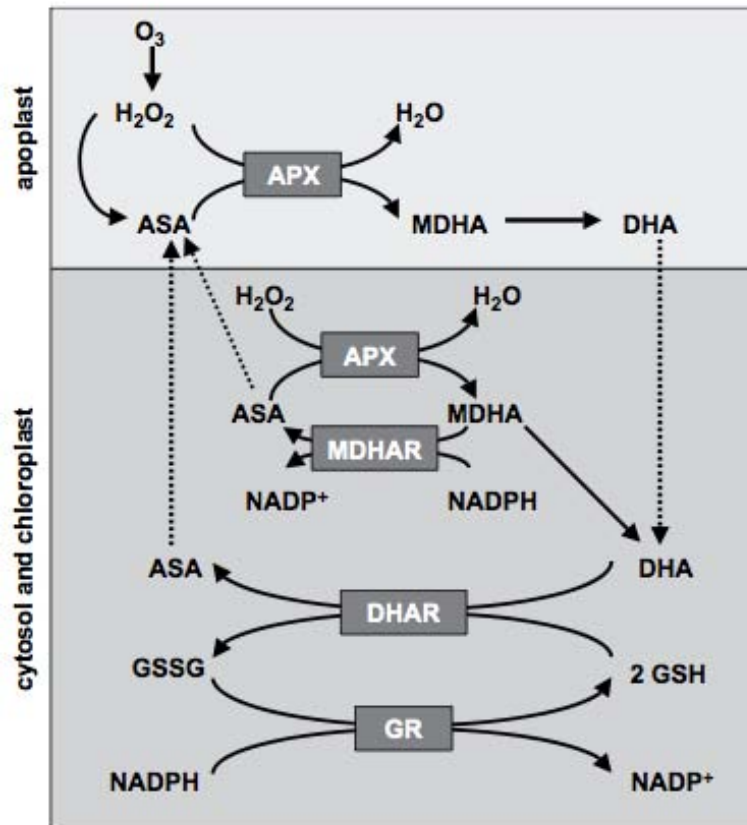 apoplast
O₃
H₂O₂
H₂O
APX
ASA
MDHA
DHA
cytosol and chloroplast
H₂O₂
H₂O
APX
ASA
MDHA
MDHAR
NADP⁺
NADPH
ASA
DHA
DHAR
GSSG
2 GSH
GR
NADPH
NADP⁺